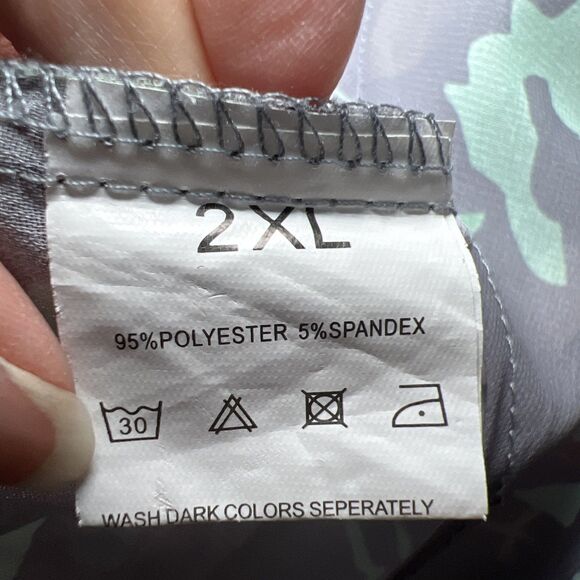 2XL
95%POLYESTER 5%SPANDEX
30
WASH DARK COLORS SEPERATELY